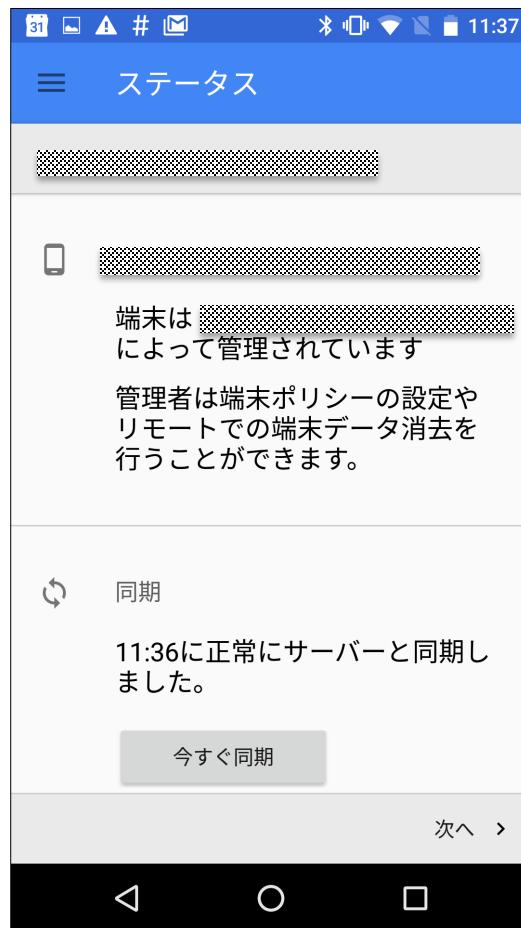 31 # 11:37
ステータス
端末は
によって管理されています
管理者は端末ポリシーの設定や
リモートでの端末データ消去を
行うことができます。
同期
11:36に正常にサーバーと同期し
ました。
今すぐ同期
次へ